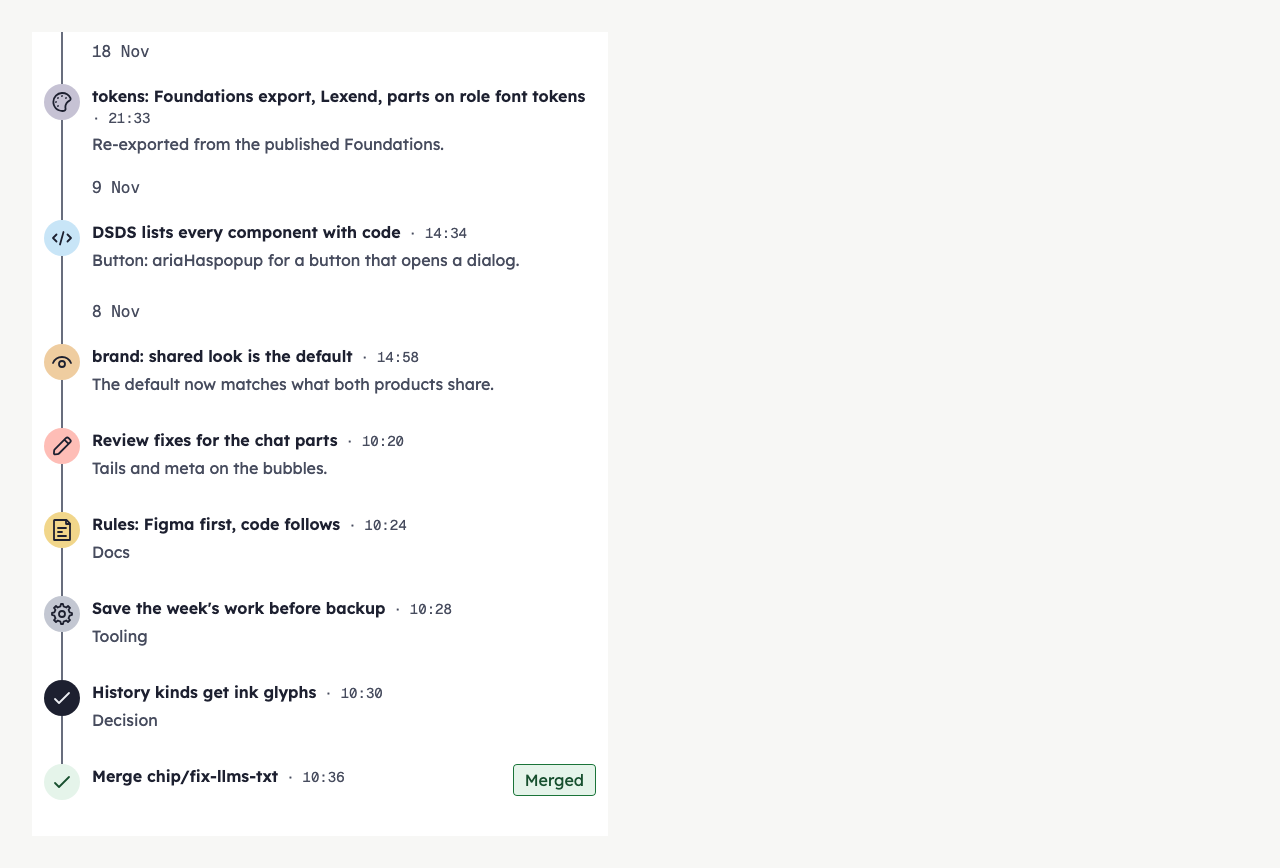 18 Nov
tokens: Foundations export, Lexend, parts on role font tokens
· 21:33
Re-exported from the published Foundations.
9 Nov
DSDS lists every component with code · 14:34
Button: ariaHaspopup for a button that opens a dialog.
8 Nov
brand: shared look is the default · 14:58
The default now matches what both products share.
Review fixes for the chat parts · 10:20
Tails and meta on the bubbles.
Rules: Figma first, code follows · 10:24
Docs
Save the week's work before backup · 10:28
Tooling
History kinds get ink glyphs · 10:30
Decision
Merge chip/fix-llms-txt · 10:36 Merged